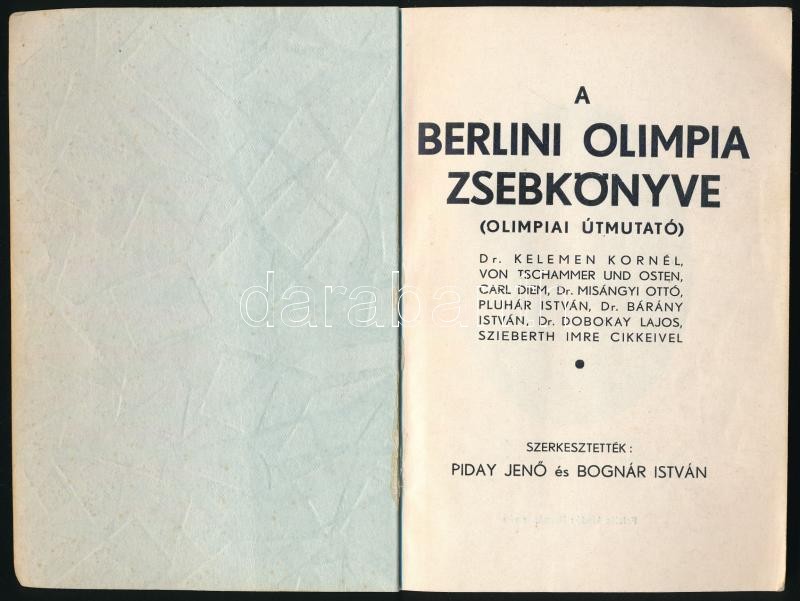 A
BERLINI OLIMPIA
ZSEBKÖNYVE
(OLIMPIAI ÚTMUTATÓ)
Dr. KELEMEN KORNÉL,
VON TSCHAMMER UND OSTEN,
CARL DIEM, Dr. MISÁNGYI OTTÓ,
PLUHÁR ISTVÁN, Dr. BÁRÁNY
ISTVÁN, Dr. DOBOKAY LAJOS,
SZIEBERTH IMRE CIKKEIVEL
SZERKESZTETTÉK:
PIDAY JENŐ és BOGNÁR ISTVÁN